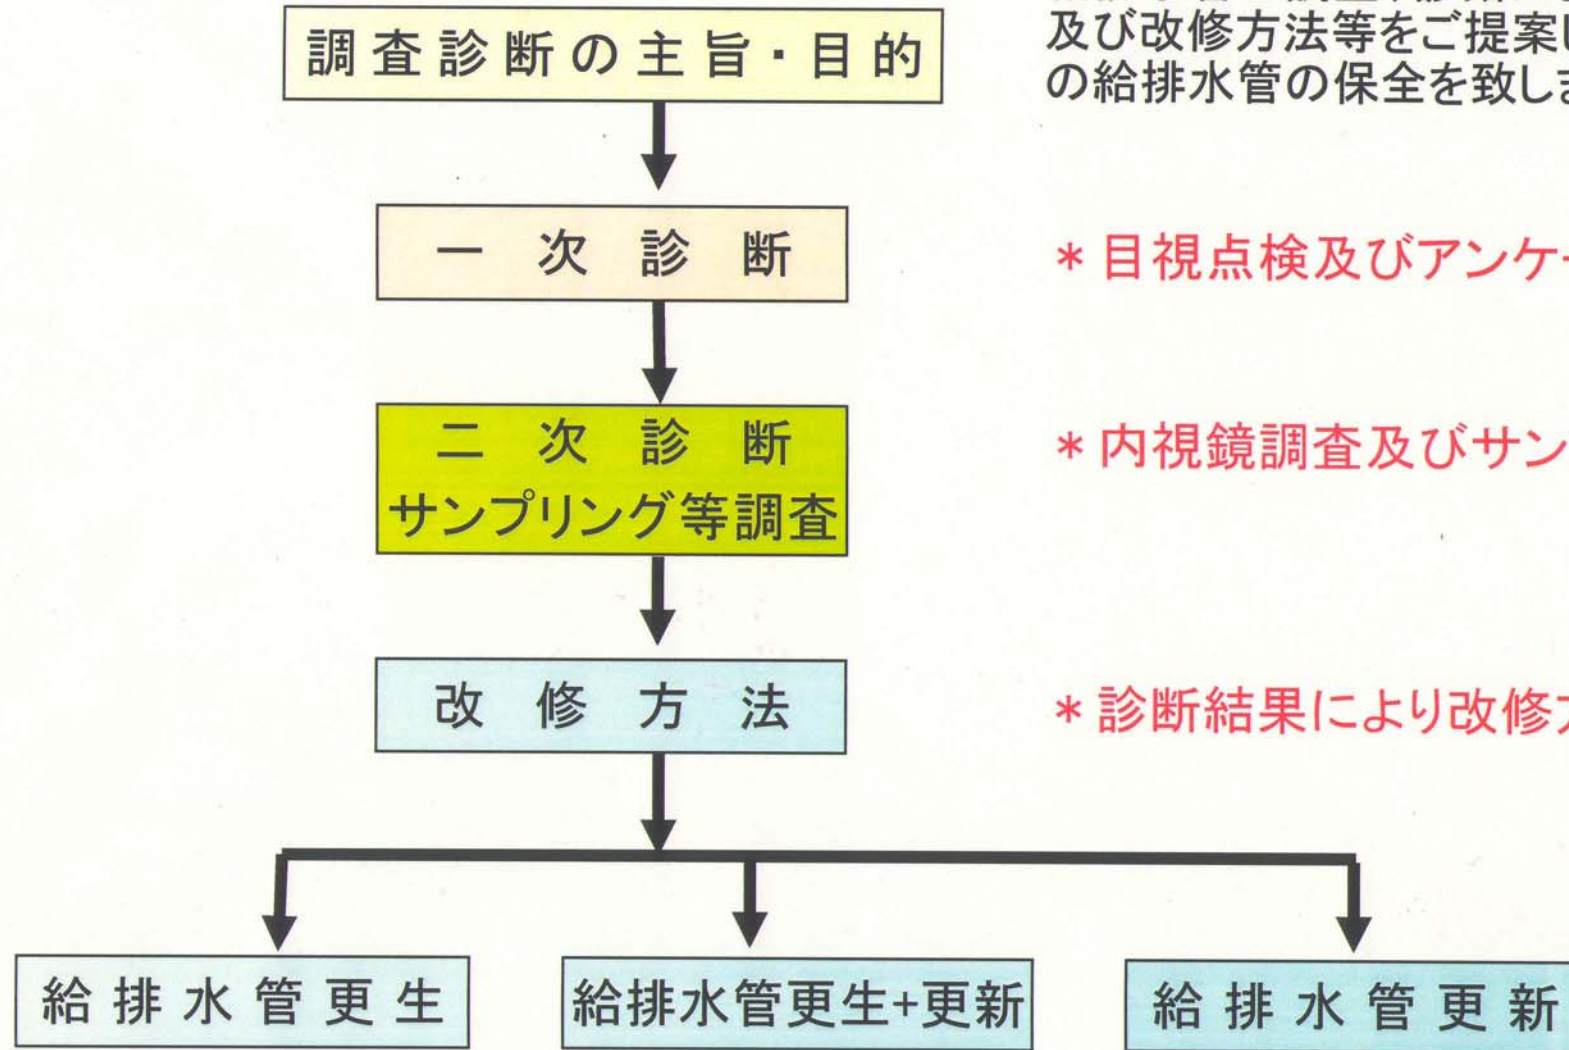 調査診断の主旨・目的
及び改修方法等をご提案し
の給排水管の保全を致しま
一次診断
*目視点検及びアンケー
二次診断
サンプリング等調査
*内視鏡調査及びサン
改修方法
*診断結果により改修方
給排水管更生
給排水管更生+更新
給排水管更新